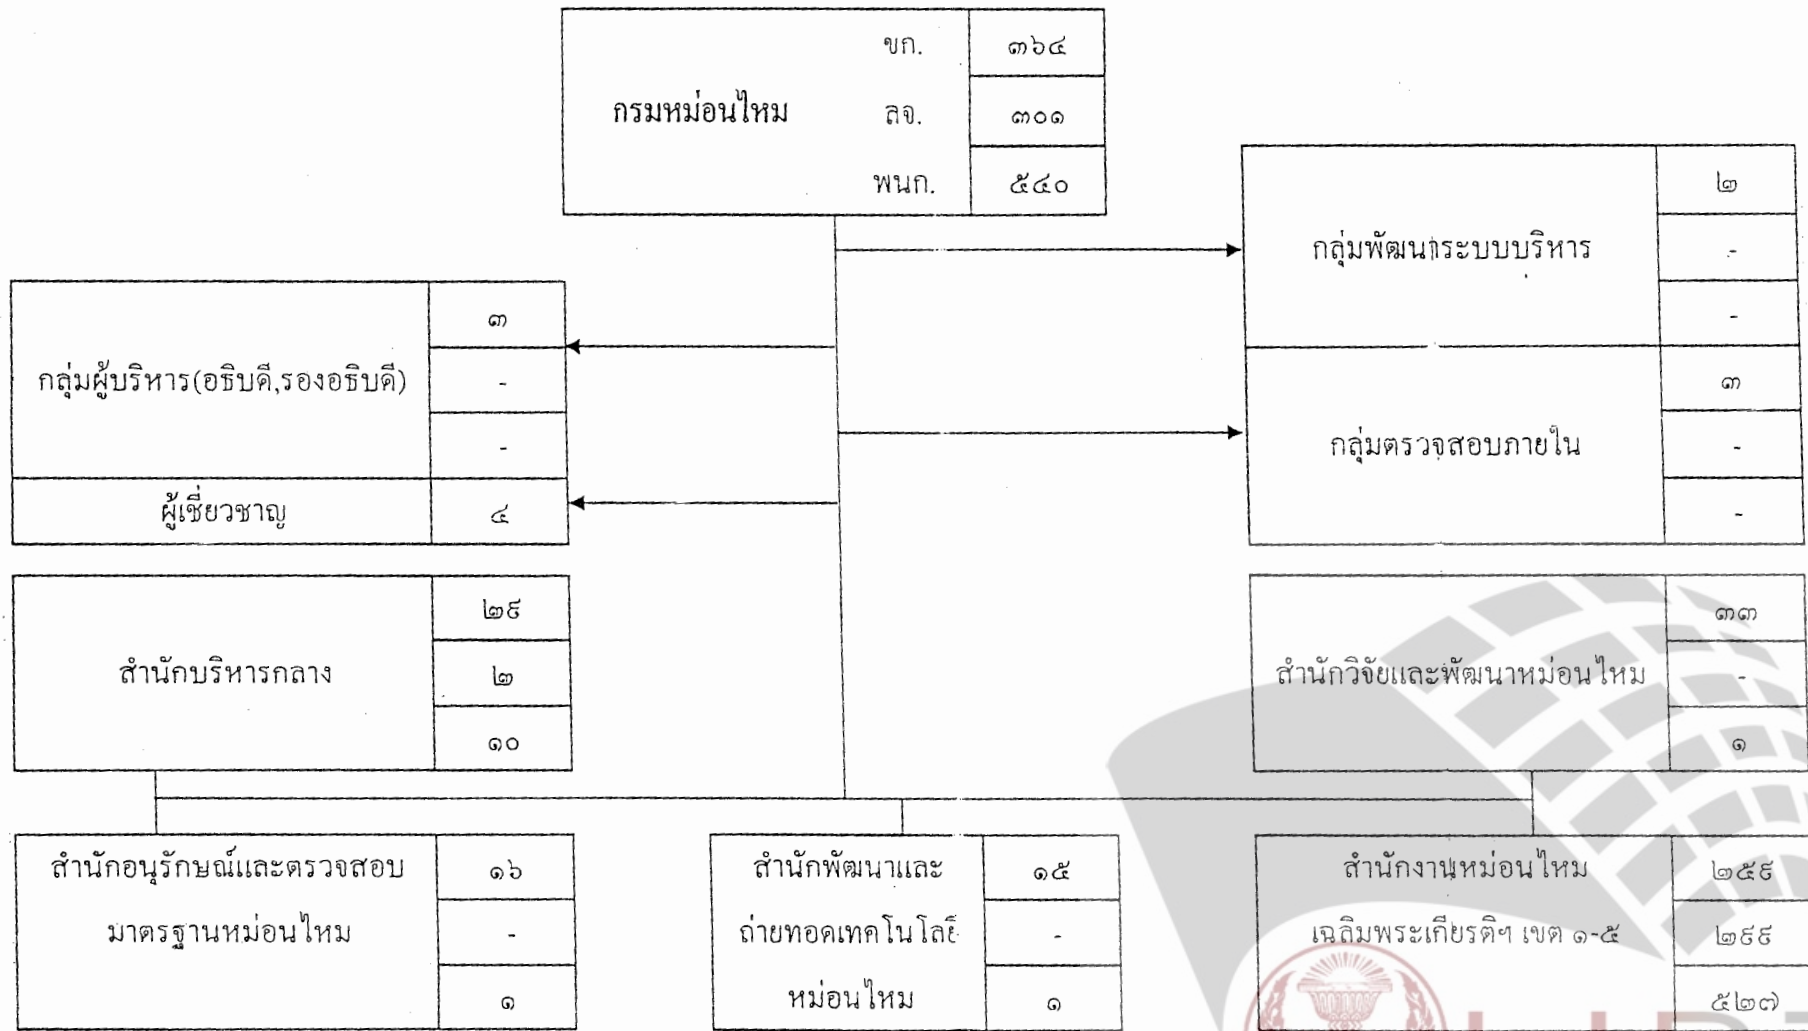 ขก. ๓๖๔
กรมหม่อนไหม ลจ. ๓๐๑
พนก. ๕๔๐
กลุ่มพัฒนาระบบบริหาร
๒
-
-
กลุ่มผู้บริหาร(อธิบดี,รองอธิบดี)
๓
-
-
ผู้เชี่ยวชาญ ๔
กลุ่มตรวจสอบภายใน
๓
-
-
สำนักบริหารกลาง
๒๙
๒
๑๐
สำนักวิจัยและพัฒนาหม่อนไหม
๓๓
-
๑
สำนักอนุรักษณ์และตรวจสอบ ๑๖
มาตรฐานหม่อนไหม -
๑
สำนักพัฒนาและ ๑๕
ถ่ายทอดเทคโนโลยี -
หม่อนไหม ๑
สำนักงานหม่อนไหม ๒๕๙
เฉลิมพระเกียรติฯ เขต ๑-๕ ๒๙๙
๕๒๗